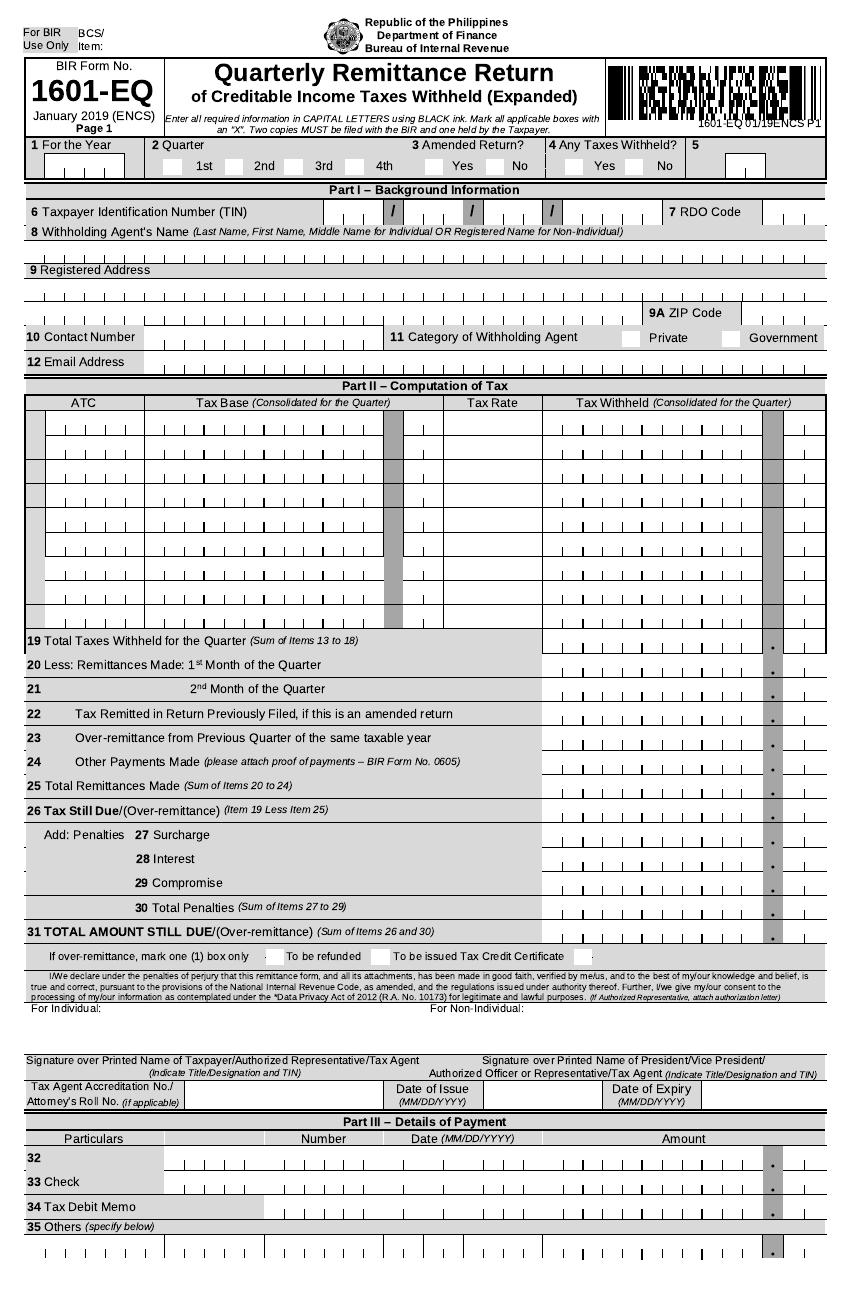 For BIR BCS/
Use Only Item:
Republic of the Philippines
Department of Finance
Bureau of Internal Revenue
BIR Form No.
1601-EQ
January 2019 (ENCS)
Page 1
Quarterly Remittance Return
of Creditable Income Taxes Withheld (Expanded)
Enter all required information in CAPITAL LETTERS using BLACK ink. Mark all applicable boxes with
an "X". Two copies MUST be filed with the BIR and one held by the Taxpayer.
1601-EQ 01/19ENCS P1
1 For the Year 2 Quarter 3 Amended Return? 4 Any Taxes Withheld? 5
1st 2nd 3rd 4th Yes No Yes No
Part I – Background Information
6 Taxpayer Identification Number (TIN) / / / 7 RDO Code
8 Withholding Agent's Name (Last Name, First Name, Middle Name for Individual OR Registered Name for Non-Individual)
9 Registered Address
9A ZIP Code
10 Contact Number 11 Category of Withholding Agent Private Government
12 Email Address
Part II – Computation of Tax
ATC Tax Base (Consolidated for the Quarter) Tax Rate Tax Withheld (Consolidated for the Quarter)
19 Total Taxes Withheld for the Quarter (Sum of Items 13 to 18) .
20 Less: Remittances Made: 1st Month of the Quarter .
21 2nd Month of the Quarter .
22 Tax Remitted in Return Previously Filed, if this is an amended return .
23 Over-remittance from Previous Quarter of the same taxable year .
24 Other Payments Made (please attach proof of payments – BIR Form No. 0605) .
25 Total Remittances Made (Sum of Items 20 to 24) .
26 Tax Still Due/(Over-remittance) (Item 19 Less Item 25) .
Add: Penalties 27 Surcharge .
28 Interest .
29 Compromise .
30 Total Penalties (Sum of Items 27 to 29) .
31 TOTAL AMOUNT STILL DUE/(Over-remittance) (Sum of Items 26 and 30) .
If over-remittance, mark one (1) box only To be refunded To be issued Tax Credit Certificate
I/We declare under the penalties of perjury that this remittance form, and all its attachments, has been made in good faith, verified by me/us, and to the best of my/our knowledge and belief, is
true and correct, pursuant to the provisions of the National Internal Revenue Code, as amended, and the regulations issued under authority thereof. Further, I/we give my/our consent to the
processing of my/our information as contemplated under the *Data Privacy Act of 2012 (R.A. No. 10173) for legitimate and lawful purposes. (If Authorized Representative, attach authorization letter)
For Individual: For Non-Individual:
Signature over Printed Name of Taxpayer/Authorized Representative/Tax Agent Signature over Printed Name of President/Vice President/
(Indicate Title/Designation and TIN) Authorized Officer or Representative/Tax Agent (Indicate Title/Designation and TIN)
Tax Agent Accreditation No./ Date of Issue Date of Expiry
Attorney's Roll No. (if applicable) (MM/DD/YYYY) (MM/DD/YYYY)
Part III – Details of Payment
Particulars Number Date (MM/DD/YYYY) Amount
32 .
33 Check .
34 Tax Debit Memo .
35 Others (specify below)
.